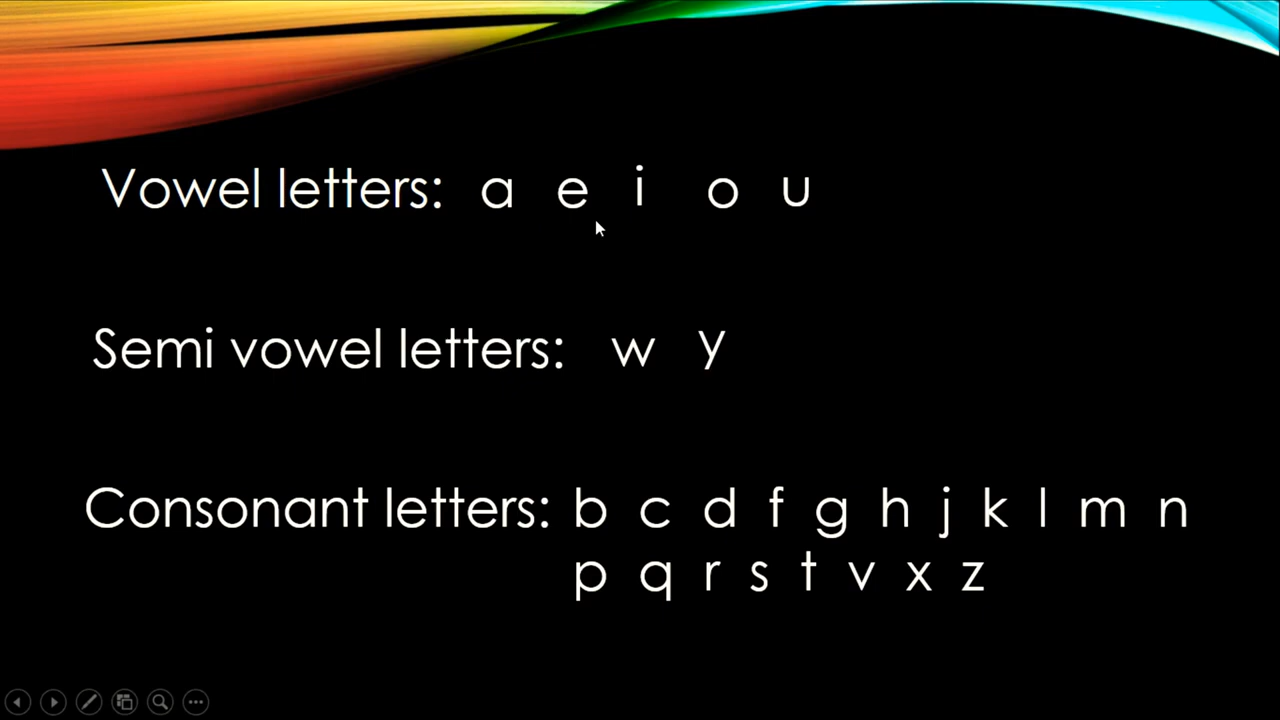 Vowel letters: a e i o u
Semi vowel letters: w y
Consonant letters: b c d f g h j k l m n
p q r s t v x z